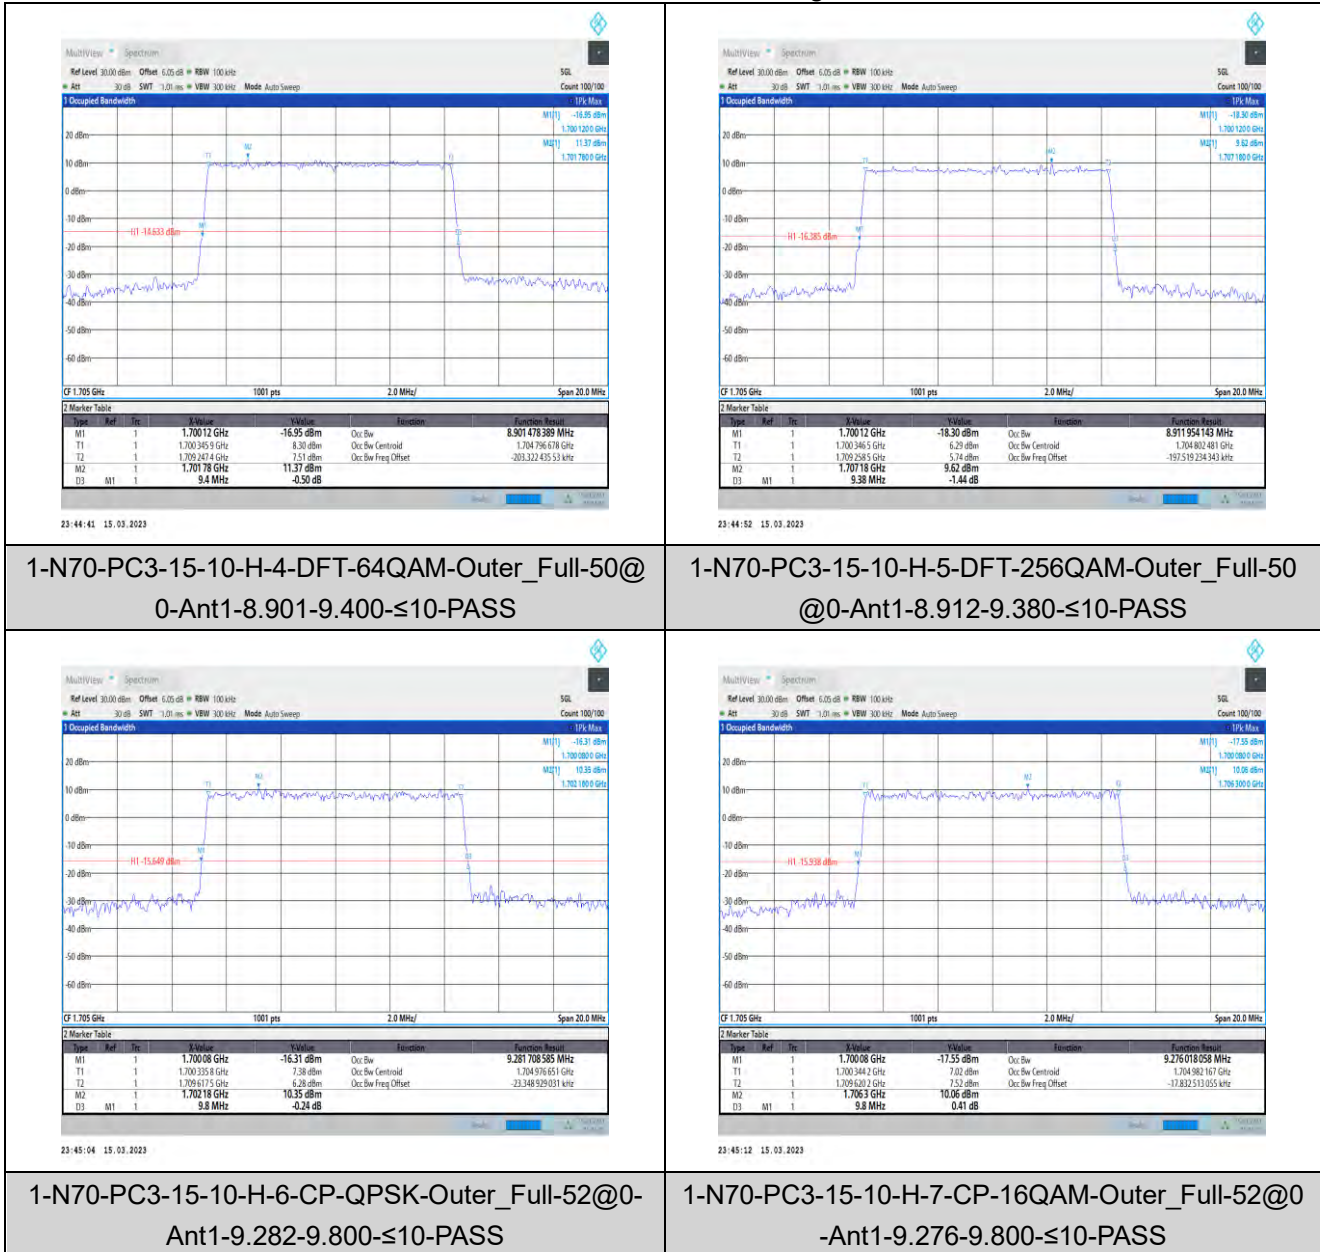 MultiView Spectrum
Ref Level 30.00 dBm Offset 6.05 dB RBW 100 kHz SGL
Att 30 dB SWT 1.01 ms VBW 300 kHz Mode Auto Sweep Count 100/100
1 Occupied Bandwidth 1Pk Max
M1[1] -16.95 dBm
1.700 120 0 GHz
M2[1] 11.37 dBm
1.701 780 0 GHz
20 dBm
10 dBm
0 dBm
-10 dBm
-20 dBm
-30 dBm
-40 dBm
-50 dBm
-60 dBm
T1 M2 T2
H1 -14.633 dBm
M1 D3
CF 1.705 GHz 1001 pts 2.0 MHz/ Span 20.0 MHz
2 Marker Table
Type Ref Trc X-Value Y-Value Function Function Result
M1 1 1.70012 GHz -16.95 dBm Occ Bw 8.901 478 389 MHz
T1 1 1.700 345 9 GHz 8.30 dBm Occ Bw Centroid 1.704 796 678 GHz
T2 1 1.709 247 4 GHz 7.51 dBm Occ Bw Freq Offset -203.322 435 53 kHz
M2 1 1.70178 GHz 11.37 dBm
D3 M1 1 9.4 MHz -0.50 dB
23:44:41 15.03.2023
1-N70-PC3-15-10-H-4-DFT-64QAM-Outer_Full-50@
0-Ant1-8.901-9.400-≤10-PASS
MultiView Spectrum
Ref Level 30.00 dBm Offset 6.05 dB RBW 100 kHz SGL
Att 30 dB SWT 1.01 ms VBW 300 kHz Mode Auto Sweep Count 100/100
1 Occupied Bandwidth 1Pk Max
M1[1] -18.30 dBm
1.700 120 0 GHz
M2[1] 9.62 dBm
1.707 180 0 GHz
20 dBm
10 dBm
0 dBm
-10 dBm
-20 dBm
-30 dBm
-40 dBm
-50 dBm
-60 dBm
T1 M2 T2
H1 -16.385 dBm
M1 D3
CF 1.705 GHz 1001 pts 2.0 MHz/ Span 20.0 MHz
2 Marker Table
Type Ref Trc X-Value Y-Value Function Function Result
M1 1 1.70012 GHz -18.30 dBm Occ Bw 8.911 954 143 MHz
T1 1 1.700 346 5 GHz 6.29 dBm Occ Bw Centroid 1.704 802 481 GHz
T2 1 1.709 258 5 GHz 5.74 dBm Occ Bw Freq Offset -197.519 234 343 kHz
M2 1 1.70718 GHz 9.62 dBm
D3 M1 1 9.38 MHz -1.44 dB
23:44:52 15.03.2023
1-N70-PC3-15-10-H-5-DFT-256QAM-Outer_Full-50
@0-Ant1-8.912-9.380-≤10-PASS
MultiView Spectrum
Ref Level 30.00 dBm Offset 6.05 dB RBW 100 kHz SGL
Att 30 dB SWT 1.01 ms VBW 300 kHz Mode Auto Sweep Count 100/100
1 Occupied Bandwidth 1Pk Max
M1[1] -16.31 dBm
1.700 080 0 GHz
M2[1] 10.35 dBm
1.702 180 0 GHz
20 dBm
10 dBm
0 dBm
-10 dBm
-20 dBm
-30 dBm
-40 dBm
-50 dBm
-60 dBm
T1 M2 T2
H1 -15.649 dBm
M1 D3
CF 1.705 GHz 1001 pts 2.0 MHz/ Span 20.0 MHz
2 Marker Table
Type Ref Trc X-Value Y-Value Function Function Result
M1 1 1.70008 GHz -16.31 dBm Occ Bw 9.281 708 585 MHz
T1 1 1.700 335 8 GHz 7.38 dBm Occ Bw Centroid 1.704 976 651 GHz
T2 1 1.709 617 5 GHz 6.28 dBm Occ Bw Freq Offset -23.348 929 031 kHz
M2 1 1.70218 GHz 10.35 dBm
D3 M1 1 9.8 MHz -0.24 dB
23:45:04 15.03.2023
1-N70-PC3-15-10-H-6-CP-QPSK-Outer_Full-52@0-
Ant1-9.282-9.800-≤10-PASS
MultiView Spectrum
Ref Level 30.00 dBm Offset 6.05 dB RBW 100 kHz SGL
Att 30 dB SWT 1.01 ms VBW 300 kHz Mode Auto Sweep Count 100/100
1 Occupied Bandwidth 1Pk Max
M1[1] -17.55 dBm
1.700 080 0 GHz
M2[1] 10.06 dBm
1.706 300 0 GHz
20 dBm
10 dBm
0 dBm
-10 dBm
-20 dBm
-30 dBm
-40 dBm
-50 dBm
-60 dBm
T1 M2 T2
H1 -15.938 dBm
M1 D3
CF 1.705 GHz 1001 pts 2.0 MHz/ Span 20.0 MHz
2 Marker Table
Type Ref Trc X-Value Y-Value Function Function Result
M1 1 1.70008 GHz -17.55 dBm Occ Bw 9.276 018 058 MHz
T1 1 1.700 344 2 GHz 7.02 dBm Occ Bw Centroid 1.704 982 167 GHz
T2 1 1.709 620 2 GHz 7.52 dBm Occ Bw Freq Offset -17.832 513 055 kHz
M2 1 1.7063 GHz 10.06 dBm
D3 M1 1 9.8 MHz 0.41 dB
23:45:12 15.03.2023
1-N70-PC3-15-10-H-7-CP-16QAM-Outer_Full-52@0
-Ant1-9.276-9.800-≤10-PASS